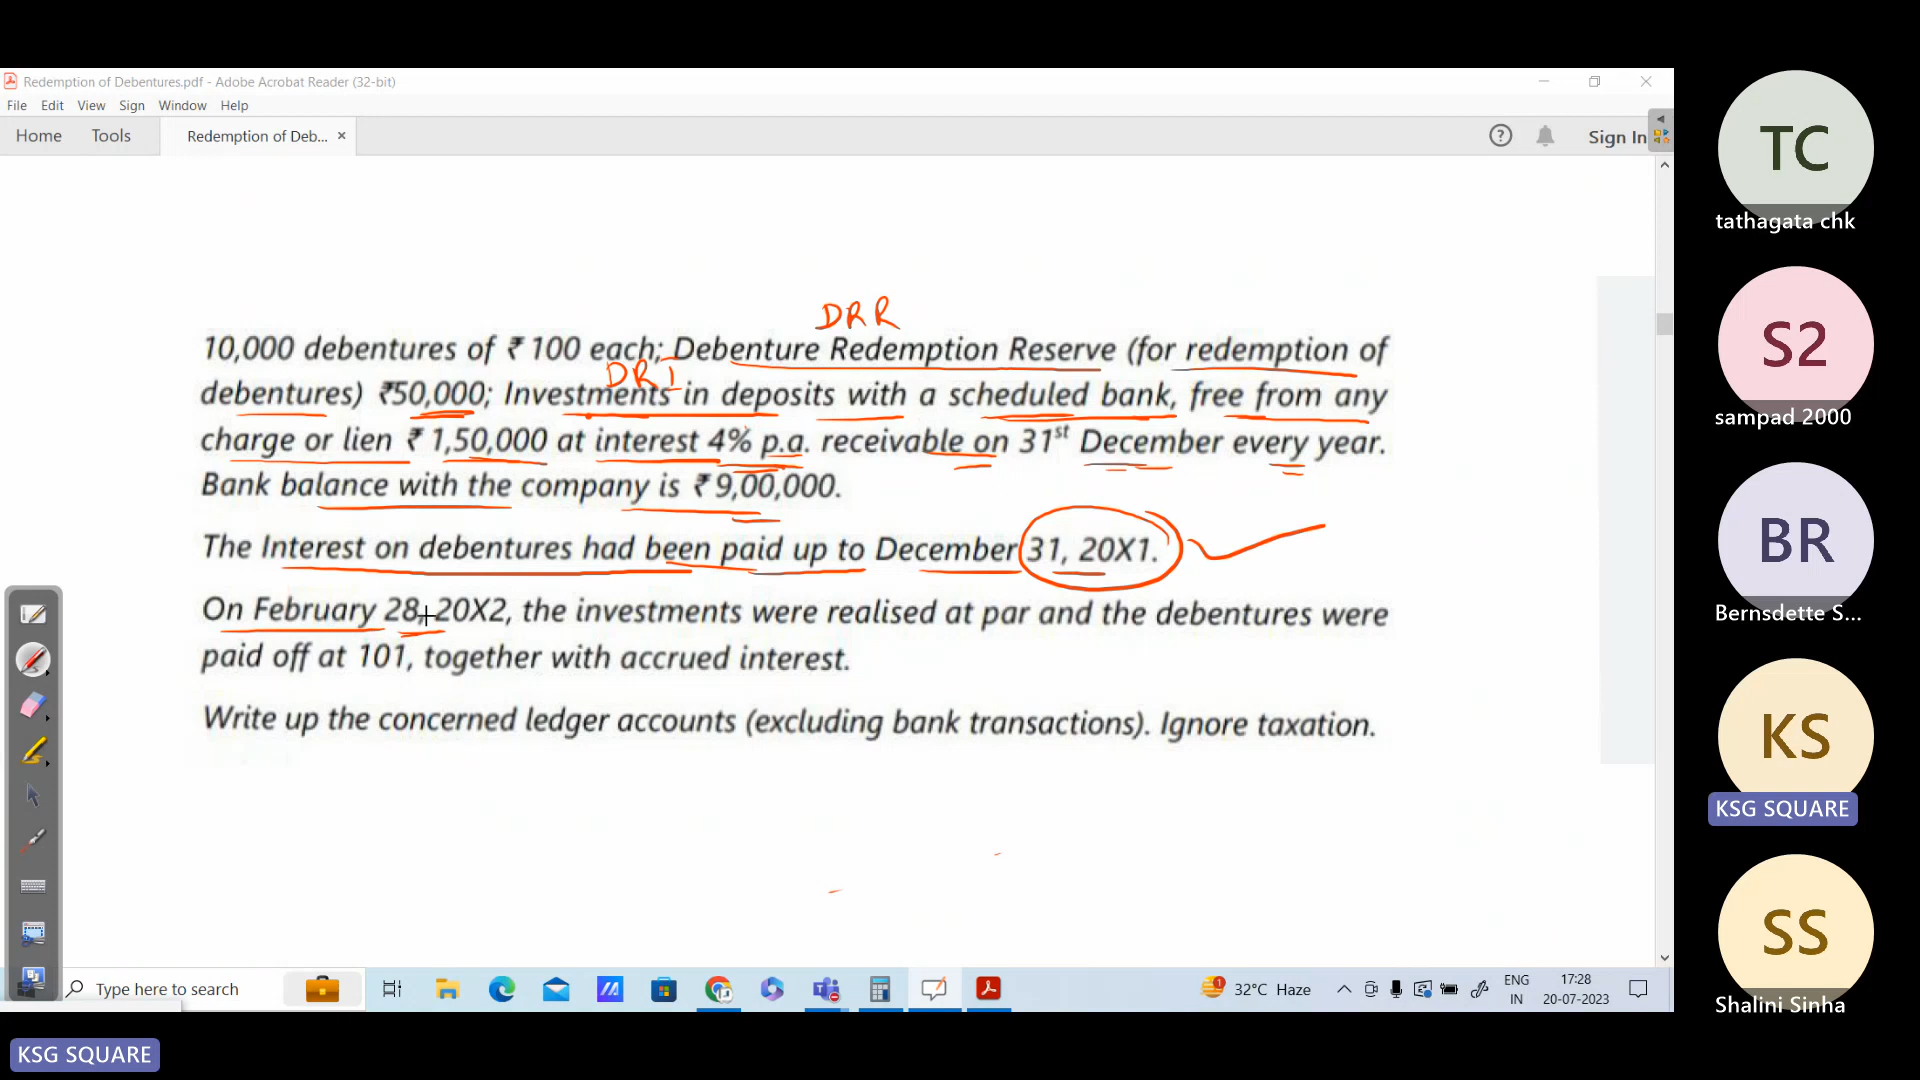 Redemption of Debentures.pdf - Adobe Acrobat Reader (32-bit)
File Edit View Sign Window Help
Home Tools Redemption of Deb... × Sign In
DRR
10,000 debentures of ₹ 100 each; Debenture Redemption Reserve (for redemption of
DRI
debentures) ₹50,000; Investments in deposits with a scheduled bank, free from any
charge or lien ₹ 1,50,000 at interest 4% p.a. receivable on 31st December every year.
Bank balance with the company is ₹ 9,00,000.
The Interest on debentures had been paid up to December 31, 20X1.
On February 28, 20X2, the investments were realised at par and the debentures were
paid off at 101, together with accrued interest.
Write up the concerned ledger accounts (excluding bank transactions). Ignore taxation.
Type here to search
1
32°C Haze
ENG
IN
17:28
20-07-2023
KSG SQUARE
TC
tathagata chk
S2
sampad 2000
BR
Bernsdette S...
KS
KSG SQUARE
SS
Shalini Sinha